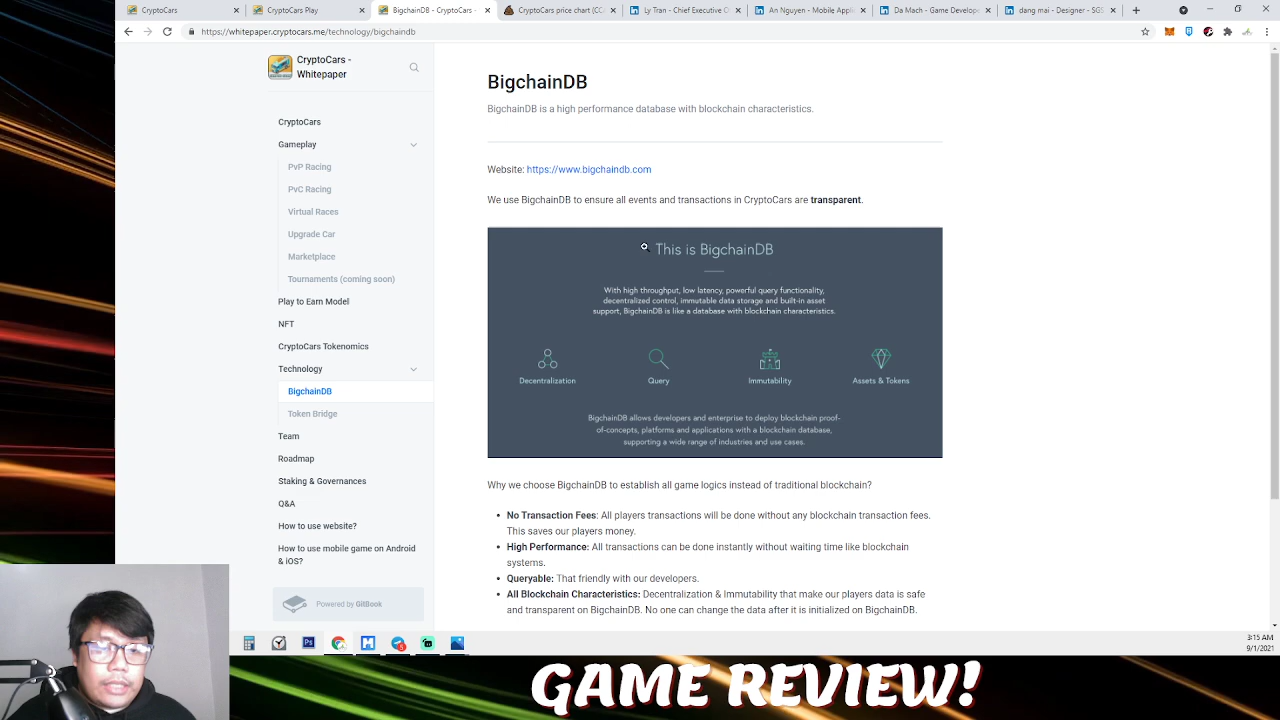 CryptoCars
CryptoCars Play
BigchainDB - CryptoCars -
CryptoCars price chart (CCC
Ly Tran - Chief Executive O
An Nguyen - Mobile Appli
Da Mach - Game Develope
dang mai - Designer - SGS
https://whitepaper.cryptocars.me/technology/bigchaindb
CryptoCars -
Whitepaper
CryptoCars
Gameplay
PvP Racing
PvC Racing
Virtual Races
Upgrade Car
Marketplace
Tournaments (coming soon)
Play to Earn Model
NFT
CryptoCars Tokenomics
Technology
BigchainDB
Token Bridge
Team
Roadmap
Staking & Governances
Q&A
How to use website?
How to use mobile game on Android
& iOS?
Powered by GitBook
BigchainDB
BigchainDB is a high performance database with blockchain characteristics.
Website: https://www.bigchaindb.com
We use BigchainDB to ensure all events and transactions in CryptoCars are transparent.
This is BigchainDB
With high throughput, low latency, powerful query functionality,
decentralized control, immutable data storage and built-in asset
support, BigchainDB is like a database with blockchain characteristics.
Decentralization
Query
Immutability
Assets & Tokens
BigchainDB allows developers and enterprise to deploy blockchain proof-
of-concepts, platforms and applications with a blockchain database,
supporting a wide range of industries and use cases.
Why we choose BigchainDB to establish all game logics instead of traditional blockchain?
• No Transaction Fees: All players transactions will be done without any blockchain transaction fees.
This saves our players money.
• High Performance: All transactions can be done instantly without waiting time like blockchain
systems.
• Queryable: That friendly with our developers.
• All Blockchain Characteristics: Decentralization & Immutability that make our players data is safe
and transparent on BigchainDB. No one can change the data after it is initialized on BigchainDB.
3:15 AM
9/1/2021
GAME REVIEW!